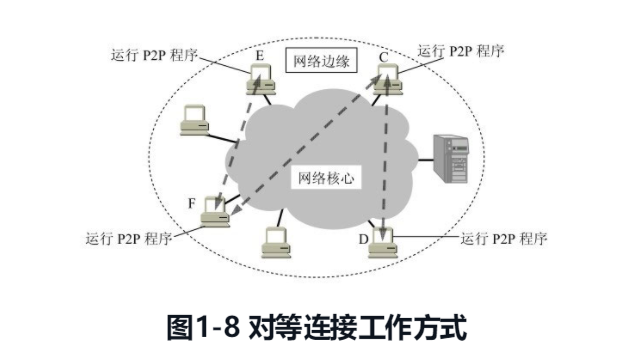 运行 P2P 程序
E
网络边缘
C
运行 P2P 程序
网络核心
F
运行 P2P 程序
D
运行 P2P 程序
图1-8 对等连接工作方式